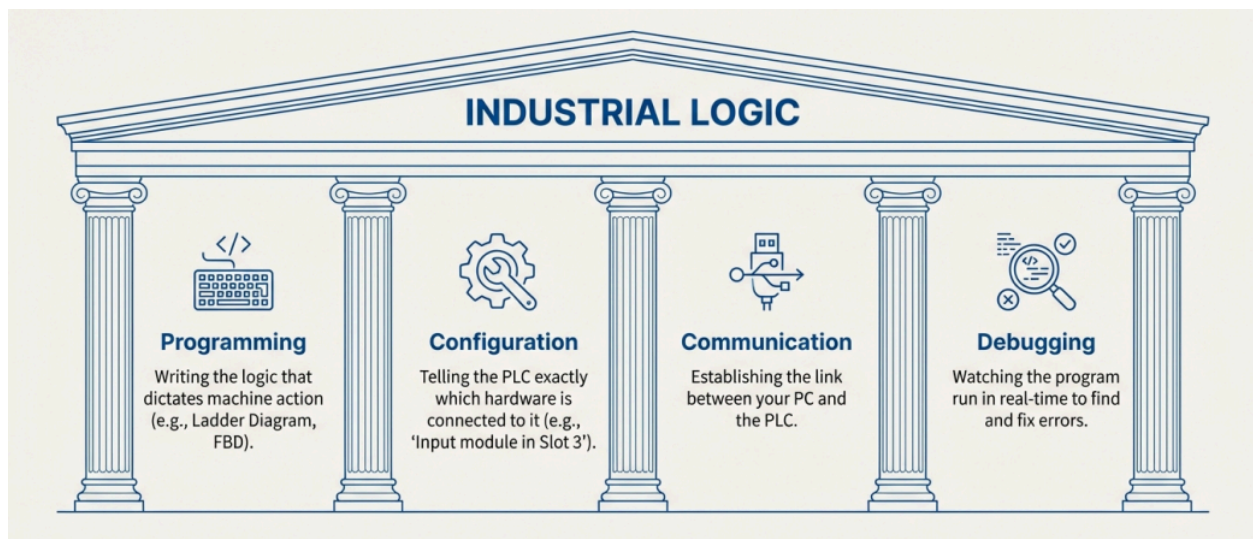 INDUSTRIAL LOGIC
</>
Programming
Writing the logic that
dictates machine action
(e.g., Ladder Diagram,
FBD).
Configuration
Telling the PLC exactly
which hardware is
connected to it (e.g.,
‘Input module in Slot 3’).
Communication
Establishing the link
between your PC and
the PLC.
</>
Debugging
Watching the program
run in real-time to find
and fix errors.